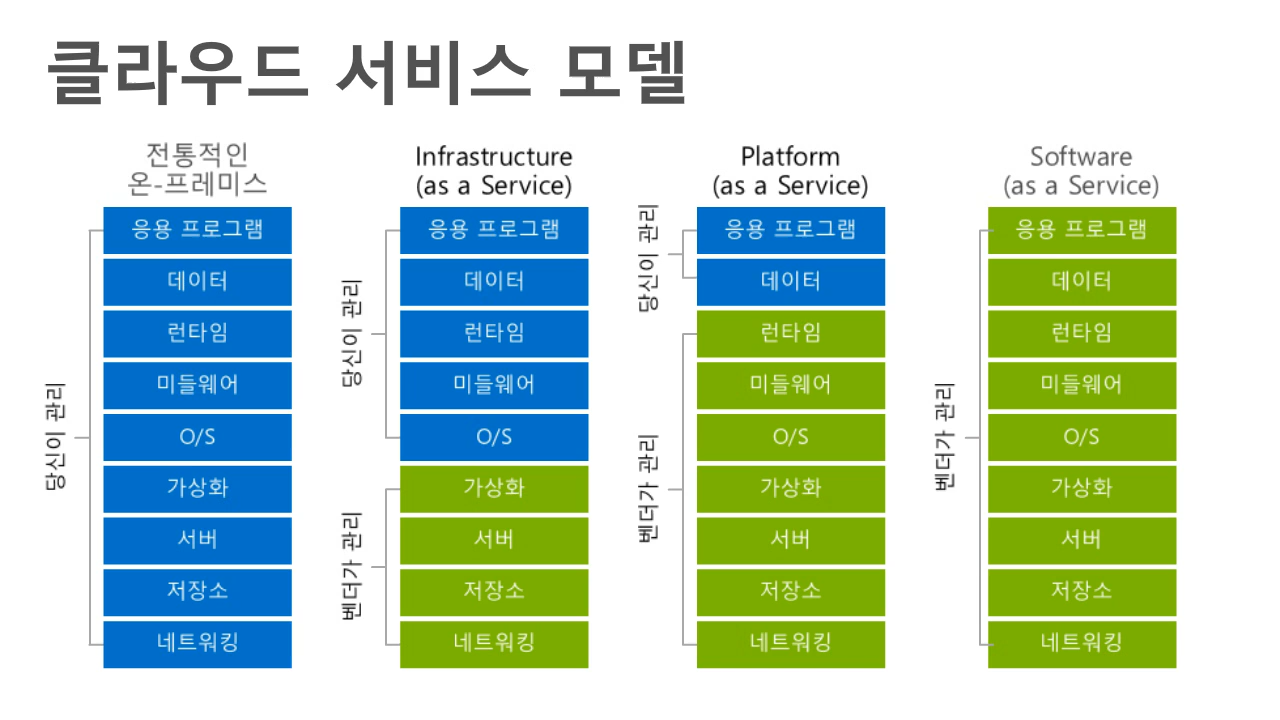 클라우드 서비스 모델
전통적인
온-프레미스
당신이 관리
응용 프로그램
데이터
런타임
미들웨어
O/S
가상화
서버
저장소
네트워킹
Infrastructure
(as a Service)
당신이 관리
벤더가 관리
응용 프로그램
데이터
런타임
미들웨어
O/S
가상화
서버
저장소
네트워킹
Platform
(as a Service)
당신이 관리
벤더가 관리
응용 프로그램
데이터
런타임
미들웨어
O/S
가상화
서버
저장소
네트워킹
Software
(as a Service)
벤더가 관리
응용 프로그램
데이터
런타임
미들웨어
O/S
가상화
서버
저장소
네트워킹